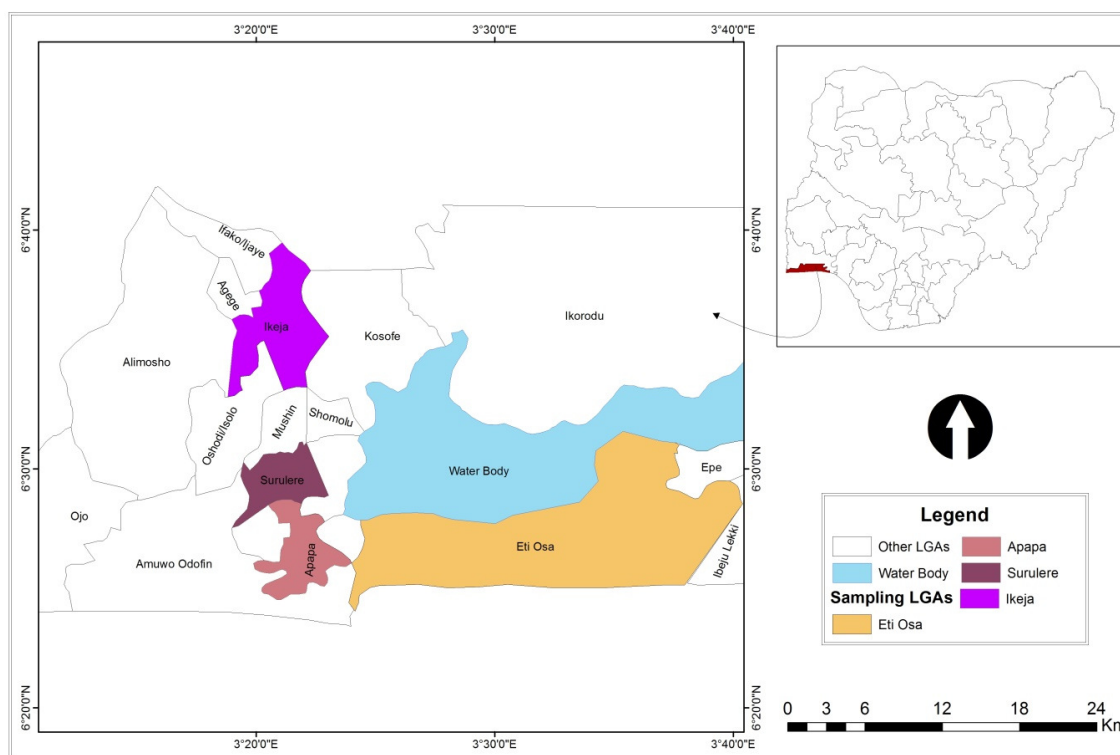 3°20'0"E
3°30'0"E
3°40'0"E
6°40'0"N
6°40'0"N
Ifako/Ijaye
Agege
Ikeja
Ikorodu
Kosofe
Alimosho
Oshodi/Isolo
Mushin
Shomolu
6°30'0"N
6°30'0"N
Water Body
Epe
Surulere
Ojo
Eti Osa
Amuwo Odofin
Apapa
Ibeju Lekki
6°20'0"N
6°20'0"N
3°20'0"E
3°30'0"E
3°40'0"E
Legend
Other LGAs
Apapa
Water Body
Surulere
Sampling LGAs
Ikeja
Eti Osa
0 3 6 12 18 24
Km